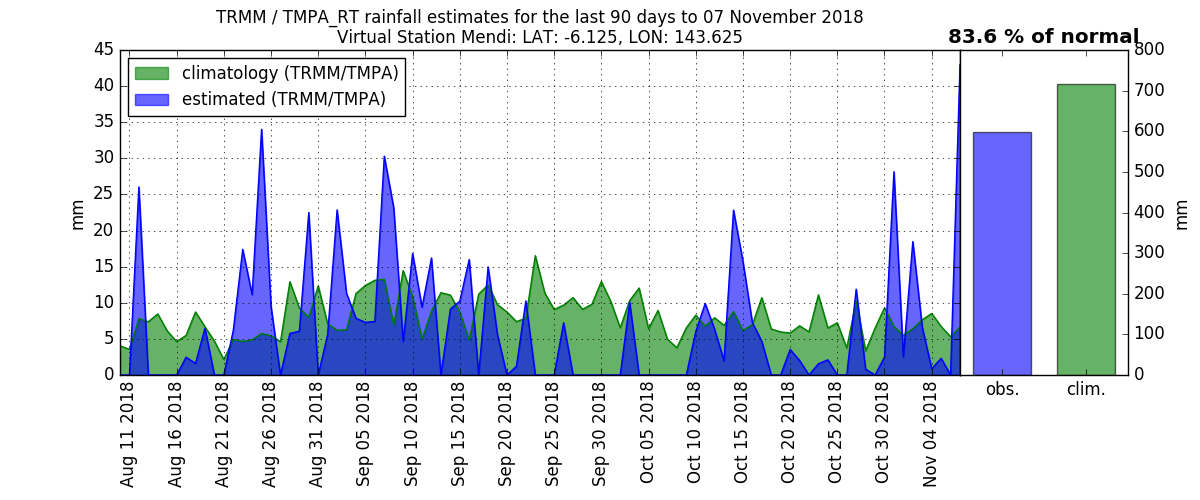 TRMM / TMPA_RT rainfall estimates for the last 90 days to 07 November 2018
Virtual Station Mendi: LAT: -6.125, LON: 143.625
83.6 % of normal
climatology (TRMM/TMPA)
estimated (TRMM/TMPA)
45
40
35
30
25
20
15
10
5
0
mm
Aug 11 2018
Aug 16 2018
Aug 21 2018
Aug 26 2018
Aug 31 2018
Sep 05 2018
Sep 10 2018
Sep 15 2018
Sep 20 2018
Sep 25 2018
Sep 30 2018
Oct 05 2018
Oct 10 2018
Oct 15 2018
Oct 20 2018
Oct 25 2018
Oct 30 2018
Nov 04 2018
obs.
clim.
800
700
600
500
400
300
200
100
0
mm